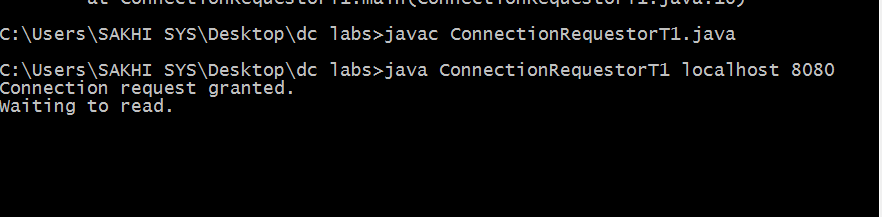 at ConnectionRequestorT1.main(ConnectionRequestorT1.java:18)
C:\Users\SAKHI SYS\Desktop\dc labs>javac ConnectionRequestorT1.java
C:\Users\SAKHI SYS\Desktop\dc labs>java ConnectionRequestorT1 localhost 8080
Connection request granted.
Waiting to read.